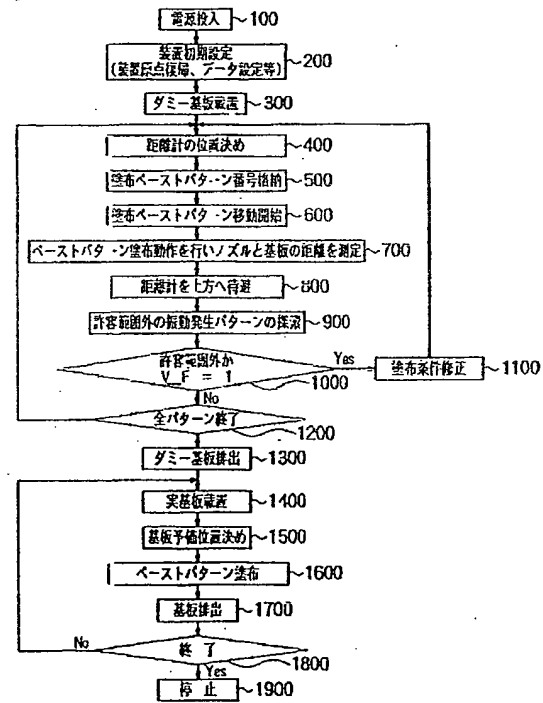 電源投入 100
装置初期設定
(装置原点復帰、データ設定等) 200
ダミー基板載置 300
距離計の位置決め 400
塗布ペーストパターン番号格納 500
塗布ペーストパターン移動開始 600
ペーストパターン塗布動作を行いノズルと基板の距離を測定 700
距離計を上方へ待避 800
許容範囲外の振動発生パターンの探索 900
許容範囲外か
V_F = 1 1000
Yes
塗布条件修正 1100
No
全パターン終了 1200
ダミー基板排出 1300
実基板載置 1400
基板予備位置決め 1500
ペーストパターン塗布 1600
基板排出 1700
No
終 了 1800
Yes
停 止 1900